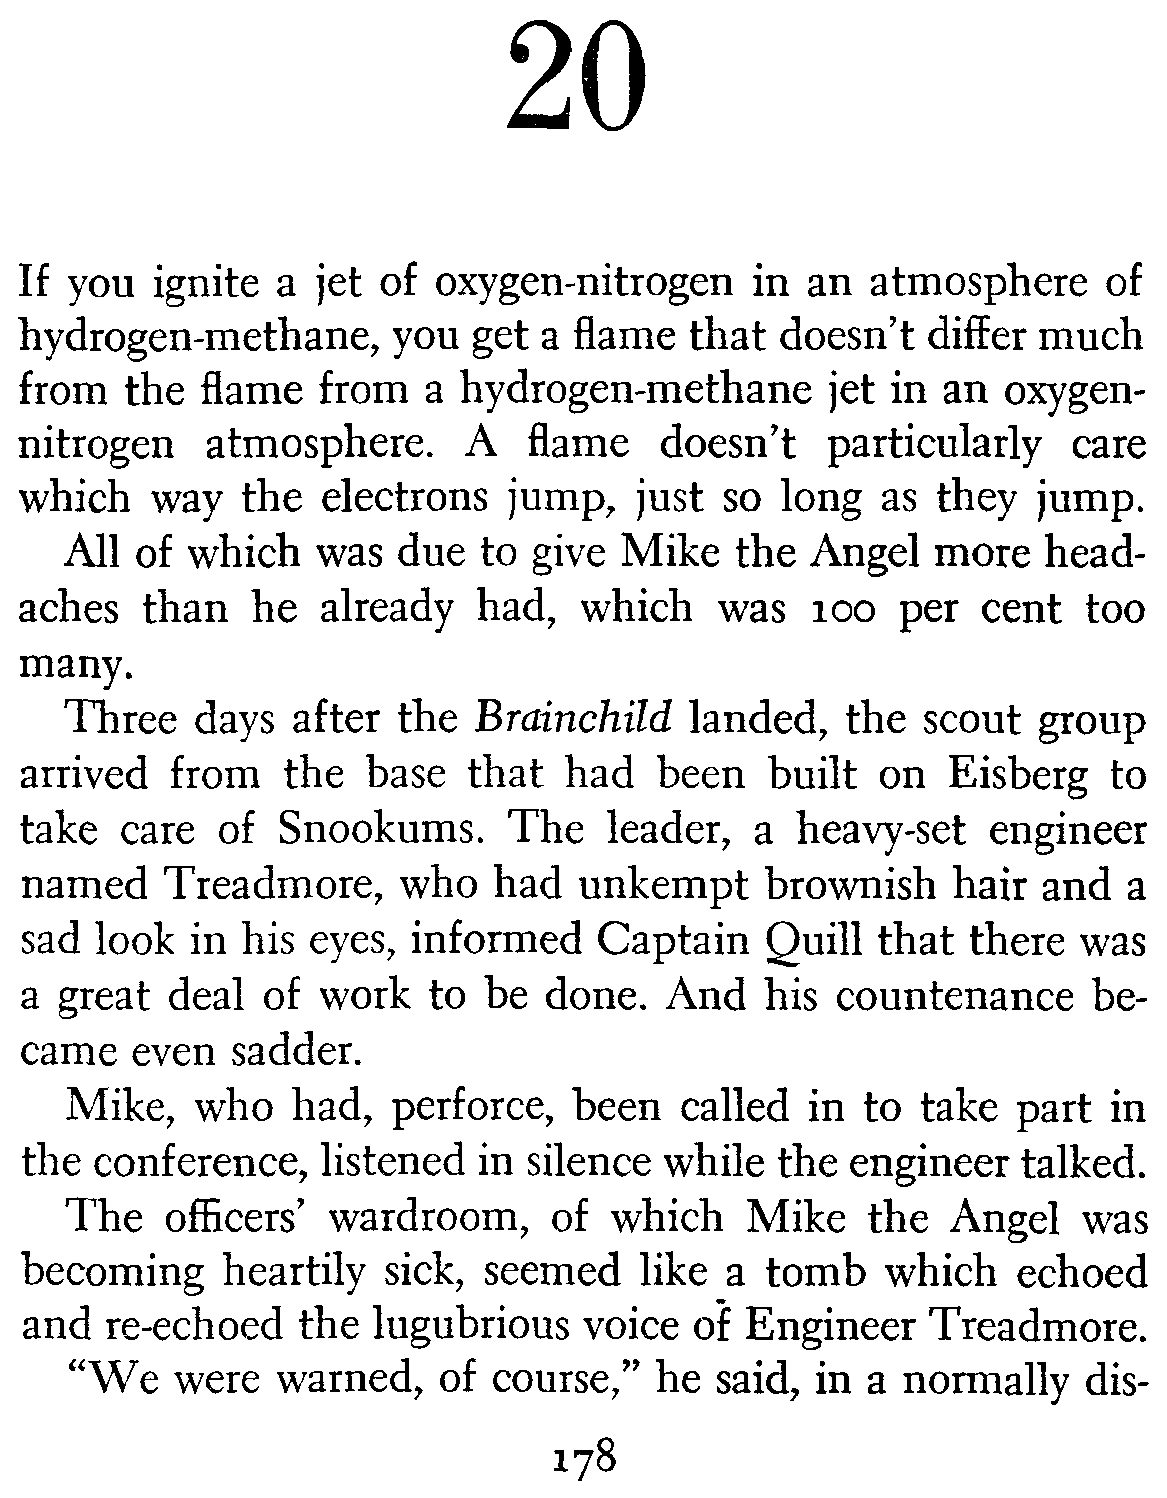 20
If you ignite a jet of oxygen-nitrogen in an atmosphere of
hydrogen-methane, you get a flame that doesn't differ much
from the flame from a hydrogen-methane jet in an oxygen-
nitrogen atmosphere. A flame doesn't particularly care
which way the electrons jump, just so long as they jump.
All of which was due to give Mike the Angel more head-
aches than he already had, which was 100 per cent too
many.
Three days after the Brainchild landed, the scout group
arrived from the base that had been built on Eisberg to
take care of Snookums. The leader, a heavy-set engineer
named Treadmore, who had unkempt brownish hair and a
sad look in his eyes, informed Captain Quill that there was
a great deal of work to be done. And his countenance be-
came even sadder.
Mike, who had, perforce, been called in to take part in
the conference, listened in silence while the engineer talked.
The officers' wardroom, of which Mike the Angel was
becoming heartily sick, seemed like a tomb which echoed
and re-echoed the lugubrious voice of Engineer Treadmore.
“We were warned, of course,” he said, in a normally dis-
178